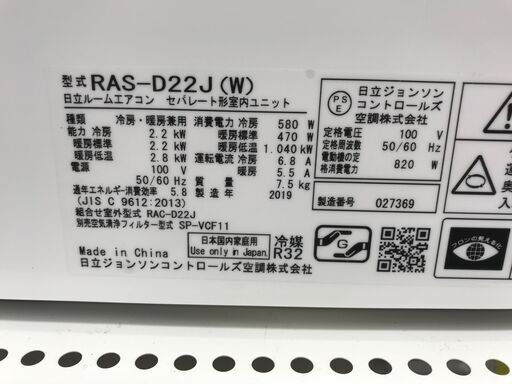 型式 RAS-D22J (W)
日立ルームエアコン セパレート形室内ユニット
種類 冷房・暖房兼用
能力 冷房 2.2 kW
暖房標準 2.2 kW
暖房低温 2.8 kW
電源 100 V
50/60 Hz
通年エネルギー消費効率 5.8
(JIS C 9612:2013)
組合せ室外型式 RAC-D22J
別売空気清浄フィルター型式 SP-VCF11
消費電力 冷房 580 W
暖房標準 470 W
暖房低温 1.040 kW
運転電流 冷房 6.8 A
暖房 5.5 A
質量 7.5 kg
2019
PSE
日立ジョンソン
コントロールズ
空調株式会社
定格電圧 100 V
定格周波数 50/60 Hz
電動機の定格消費電力 820 W
製造番号 027369
Made in China
日本国内家庭用
Use only in Japan.
冷媒
R32
日立ジョンソンコントロールズ空調株式会社
G
フロンの見える化